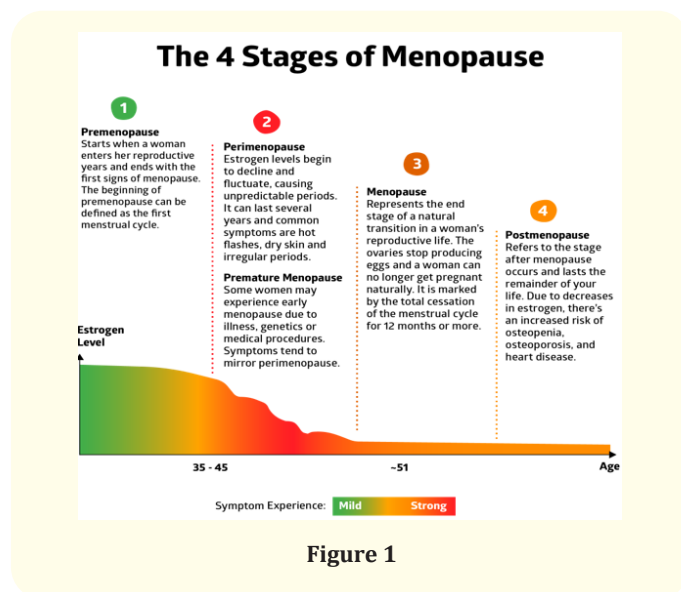 The 4 Stages of Menopause
1
Premenopause
Starts when a woman
enters her reproductive
years and ends with the
first signs of menopause.
The beginning of
premenopause can be
defined as the first
menstrual cycle.
2
Perimenopause
Estrogen levels begin
to decline and
fluctuate, causing
unpredictable periods.
It can last several
years and common
symptoms are hot
flashes, dry skin and
irregular periods.
Premature Menopause
Some women may
experience early
menopause due to
illness, genetics or
medical procedures.
Symptoms tend to
mirror perimenopause.
3
Menopause
Represents the end
stage of a natural
transition in a woman's
reproductive life. The
ovaries stop producing
eggs and a woman can
no longer get pregnant
naturally. It is marked
by the total cessation
of the menstrual cycle
for 12 months or more.
4
Postmenopause
Refers to the stage
after menopause
occurs and lasts the
remainder of your
life. Due to decreases
in estrogen, there's
an increased risk of
osteopenia,
osteoporosis, and
heart disease.
Estrogen
Level
35 - 45
~51
Age
Symptom Experience: Mild Strong
Figure 1